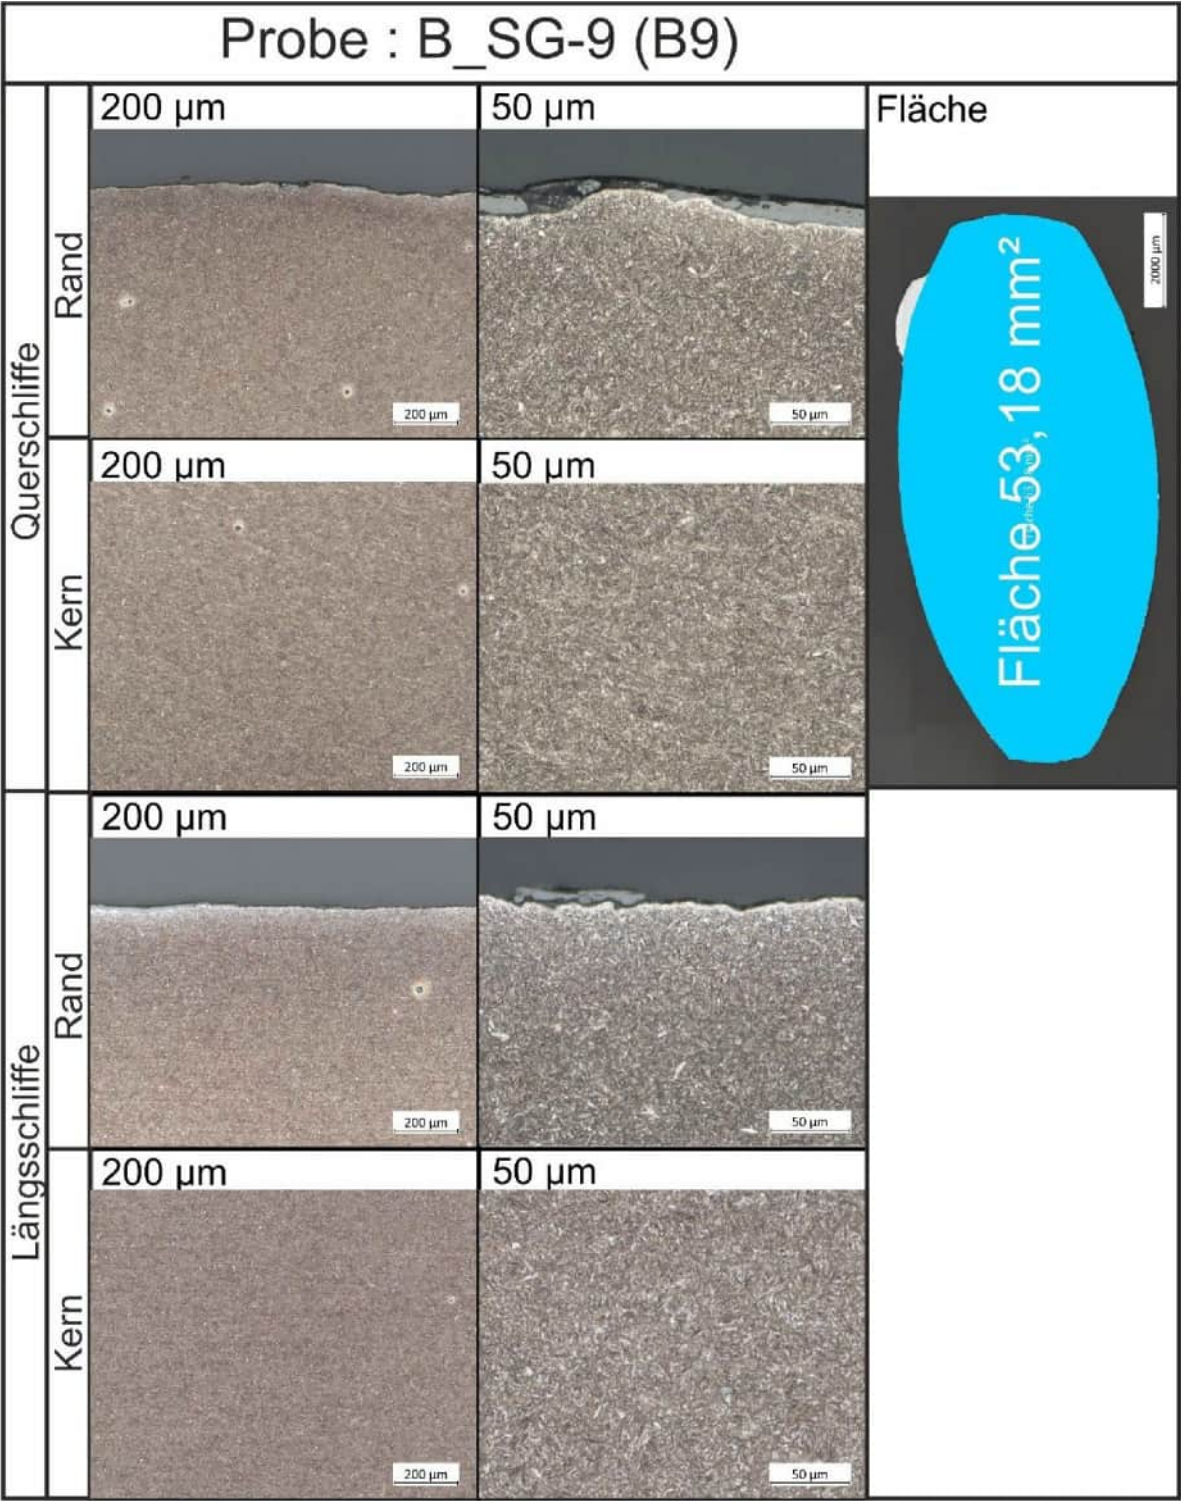 Probe : B_SG-9 (B9)
Querschliffe
Rand
200 µm
200 µm
50 µm
50 µm
Fläche
2000 µm
Fläche 53,18 mm²
Kern
200 µm
200 µm
50 µm
50 µm
Längsschliffe
Rand
200 µm
200 µm
50 µm
50 µm
Kern
200 µm
200 µm
50 µm
50 µm